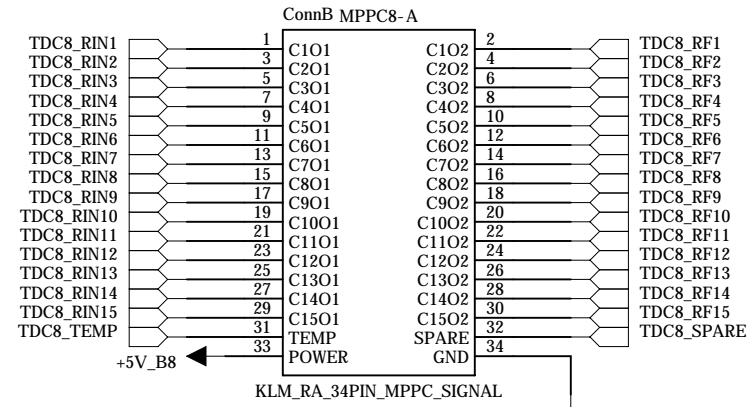 ConnB MPPC8-A
TDC8_RIN1 1 C1O1 C1O2 2 TDC8_RF1
TDC8_RIN2 3 C2O1 C2O2 4 TDC8_RF2
TDC8_RIN3 5 C3O1 C3O2 6 TDC8_RF3
TDC8_RIN4 7 C4O1 C4O2 8 TDC8_RF4
TDC8_RIN5 9 C5O1 C5O2 10 TDC8_RF5
TDC8_RIN6 11 C6O1 C6O2 12 TDC8_RF6
TDC8_RIN7 13 C7O1 C7O2 14 TDC8_RF7
TDC8_RIN8 15 C8O1 C8O2 16 TDC8_RF8
TDC8_RIN9 17 C9O1 C9O2 18 TDC8_RF9
TDC8_RIN10 19 C10O1 C10O2 20 TDC8_RF10
TDC8_RIN11 21 C11O1 C11O2 22 TDC8_RF11
TDC8_RIN12 23 C12O1 C12O2 24 TDC8_RF12
TDC8_RIN13 25 C13O1 C13O2 26 TDC8_RF13
TDC8_RIN14 27 C14O1 C14O2 28 TDC8_RF14
TDC8_RIN15 29 C15O1 C15O2 30 TDC8_RF15
TDC8_TEMP 31 TEMP SPARE 32 TDC8_SPARE
+5V_B8 33 POWER GND 34
KLM_RA_34PIN_MPPC_SIGNAL